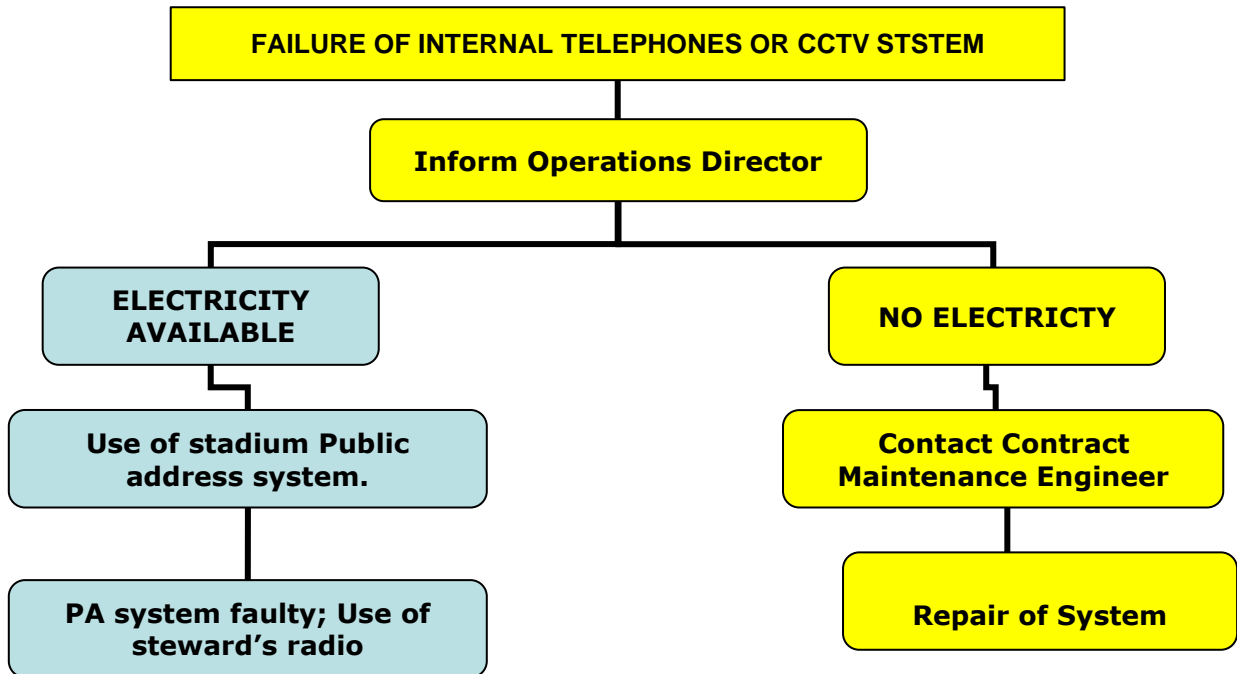 FAILURE OF INTERNAL TELEPHONES OR CCTV STSTEM
Inform Operations Director
ELECTRICITY
AVAILABLE
NO ELECTRICTY
Use of stadium Public
address system.
Contact Contract
Maintenance Engineer
PA system faulty; Use of
steward’s radio
Repair of System